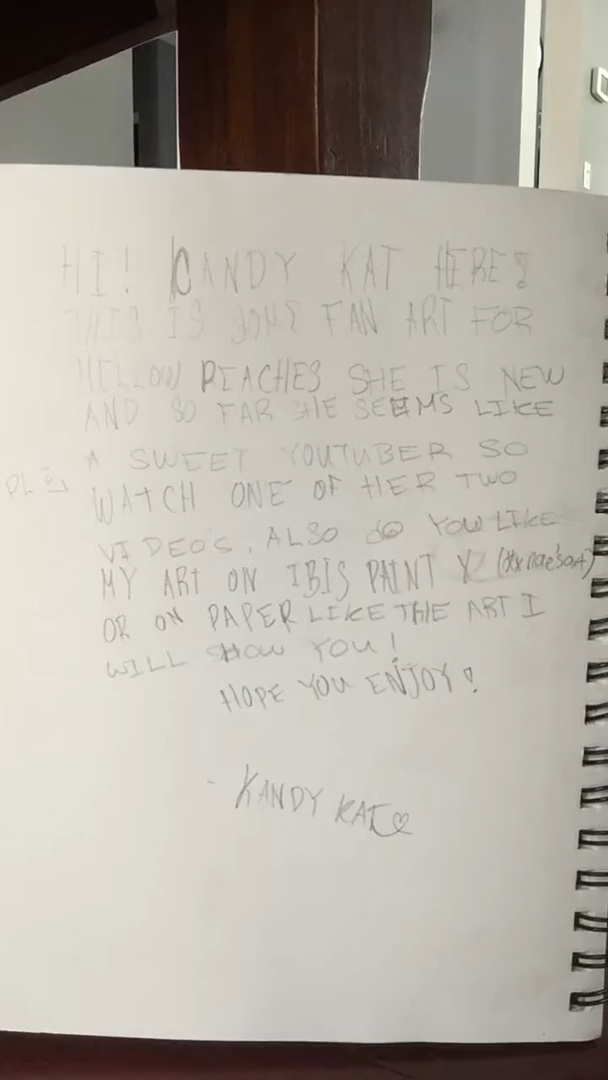 HI! CANDY KAT HERE!
THIS IS SOME FAN ART FOR
MELLOW PEACHES SHE IS NEW
AND SO FAR SHE SEEMS LIKE
A SWEET YOUTUBER SO
PLS WATCH ONE OF HER TWO
VIDEOS. ALSO do YOU LIKE
MY ART ON IBIS PAINT X
OR ON PAPER LIKE THE ART I
WILL SHOW YOU!
HOPE YOU ENJOY!
- KANDY KAT♡